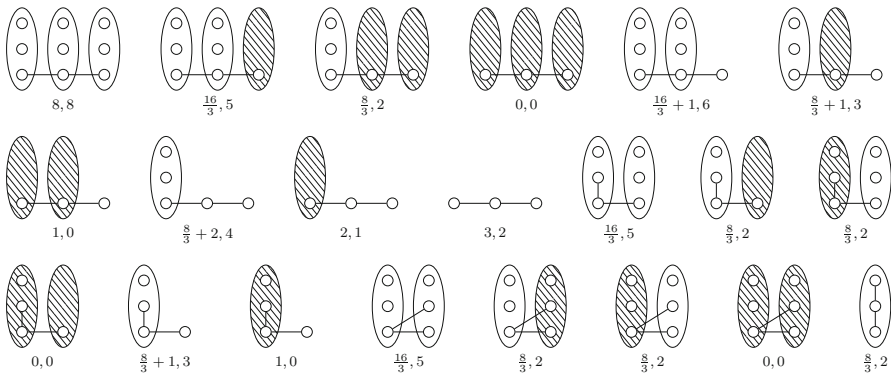 8, 8   16/3, 5   8/3, 2   0, 0   16/3 + 1, 6   8/3 + 1, 3
1, 0   8/3 + 2, 4   2, 1   3, 2   16/3, 5   8/3, 2   8/3, 2
0, 0   8/3 + 1, 3   1, 0   16/3, 5   8/3, 2   8/3, 2   0, 0   8/3, 2